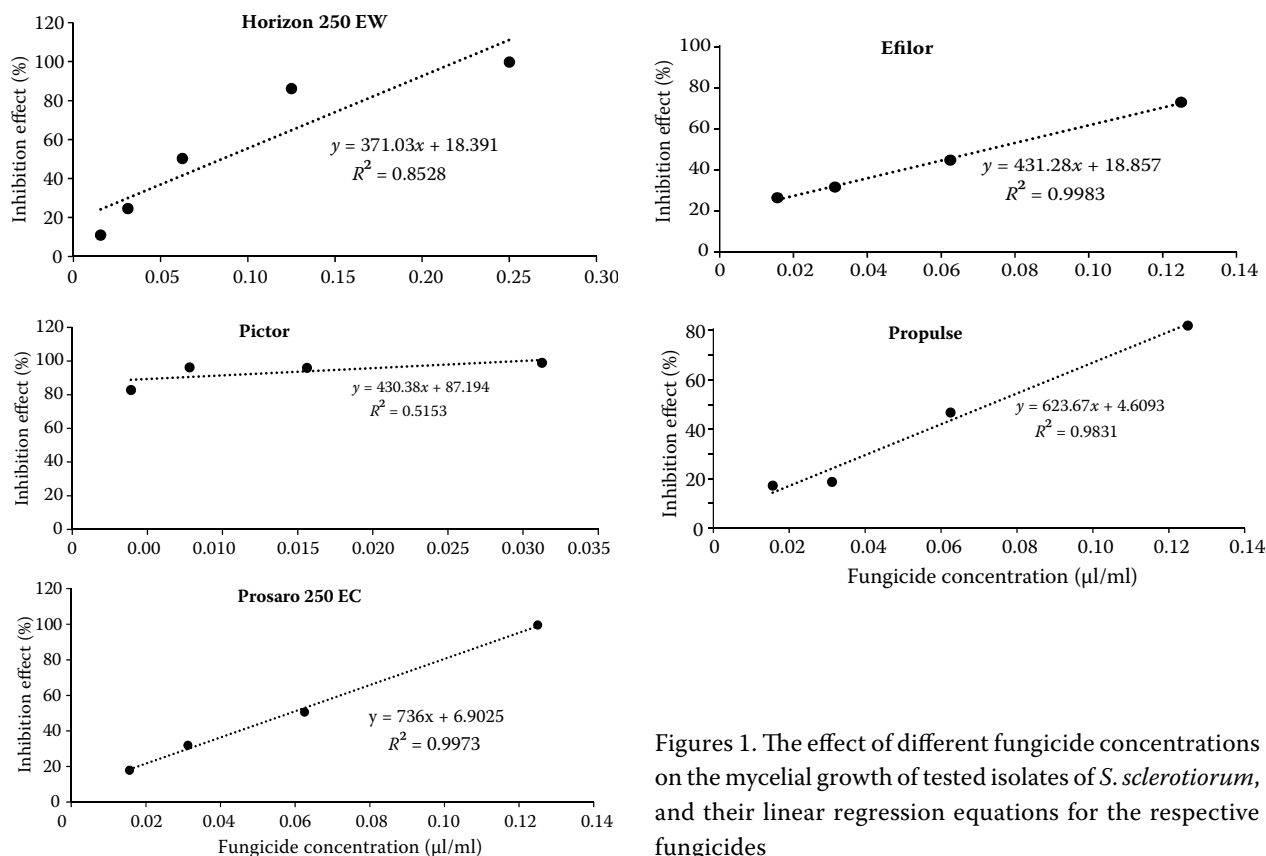 Horizon 250 EW
Inhibition effect (%)
120
100
80
60
40
20
0
0 0.05 0.10 0.15 0.20 0.25 0.30
y = 371.03x + 18.391
R² = 0.8528
Efilor
Inhibition effect (%)
100
80
60
40
20
0
0 0.02 0.04 0.06 0.08 0.10 0.12 0.14
y = 431.28x + 18.857
R² = 0.9983
Pictor
Inhibition effect (%)
120
100
80
60
40
20
0
0 0.00 0.010 0.015 0.020 0.025 0.031 0.035
y = 430.38x + 87.194
R² = 0.5153
Propulse
Inhibition effect (%)
80
60
40
20
0
0 0.02 0.04 0.06 0.08 0.10 0.12 0.14
y = 623.67x + 4.6093
R² = 0.9831
Fungicide concentration (µl/ml)
Prosaro 250 EC
Inhibition effect (%)
120
100
80
60
40
20
0
0 0.02 0.04 0.06 0.08 0.10 0.12 0.14
y = 736x + 6.9025
R² = 0.9973
Fungicide concentration (µl/ml)
Figures 1. The effect of different fungicide concentrations
on the mycelial growth of tested isolates of S. sclerotiorum,
and their linear regression equations for the respective
fungicides